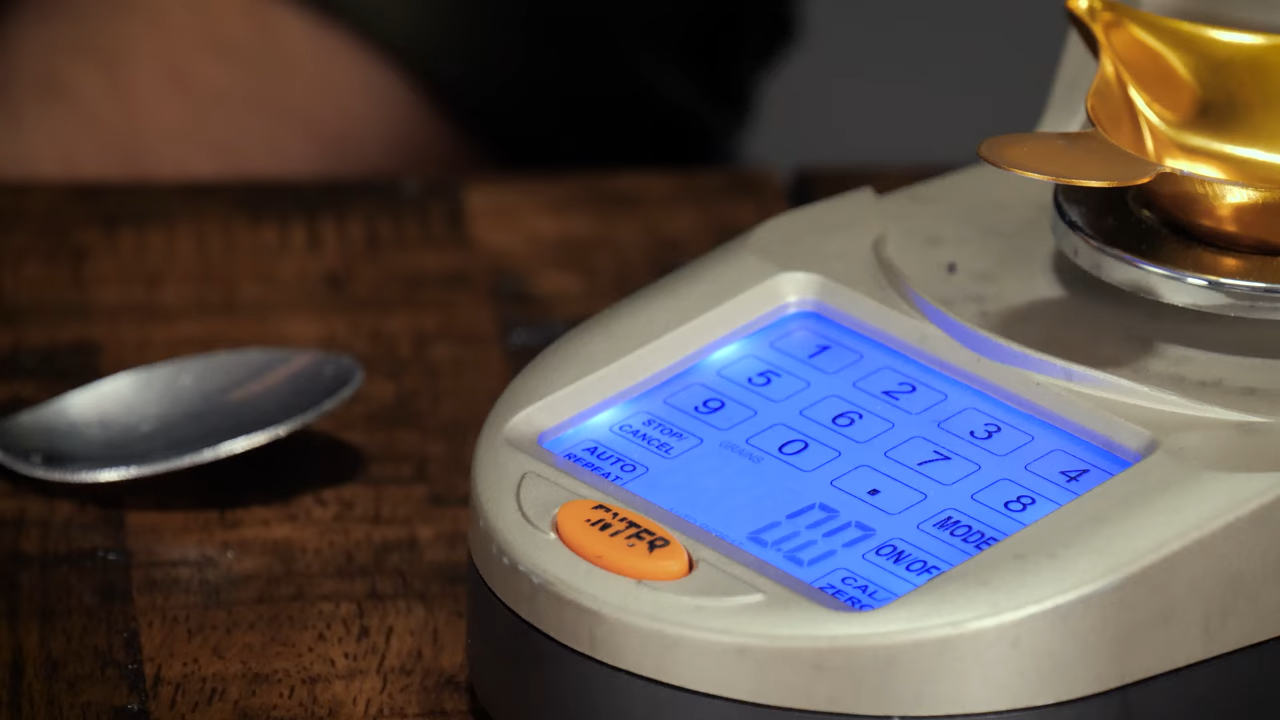 1 2 3 4
5 6 7 8
9 0 . MODE
STOP/
CANCEL
ON/OFF
AUTO
REPEAT
GRAINS
0.0
CAL
ZERO
ENTER